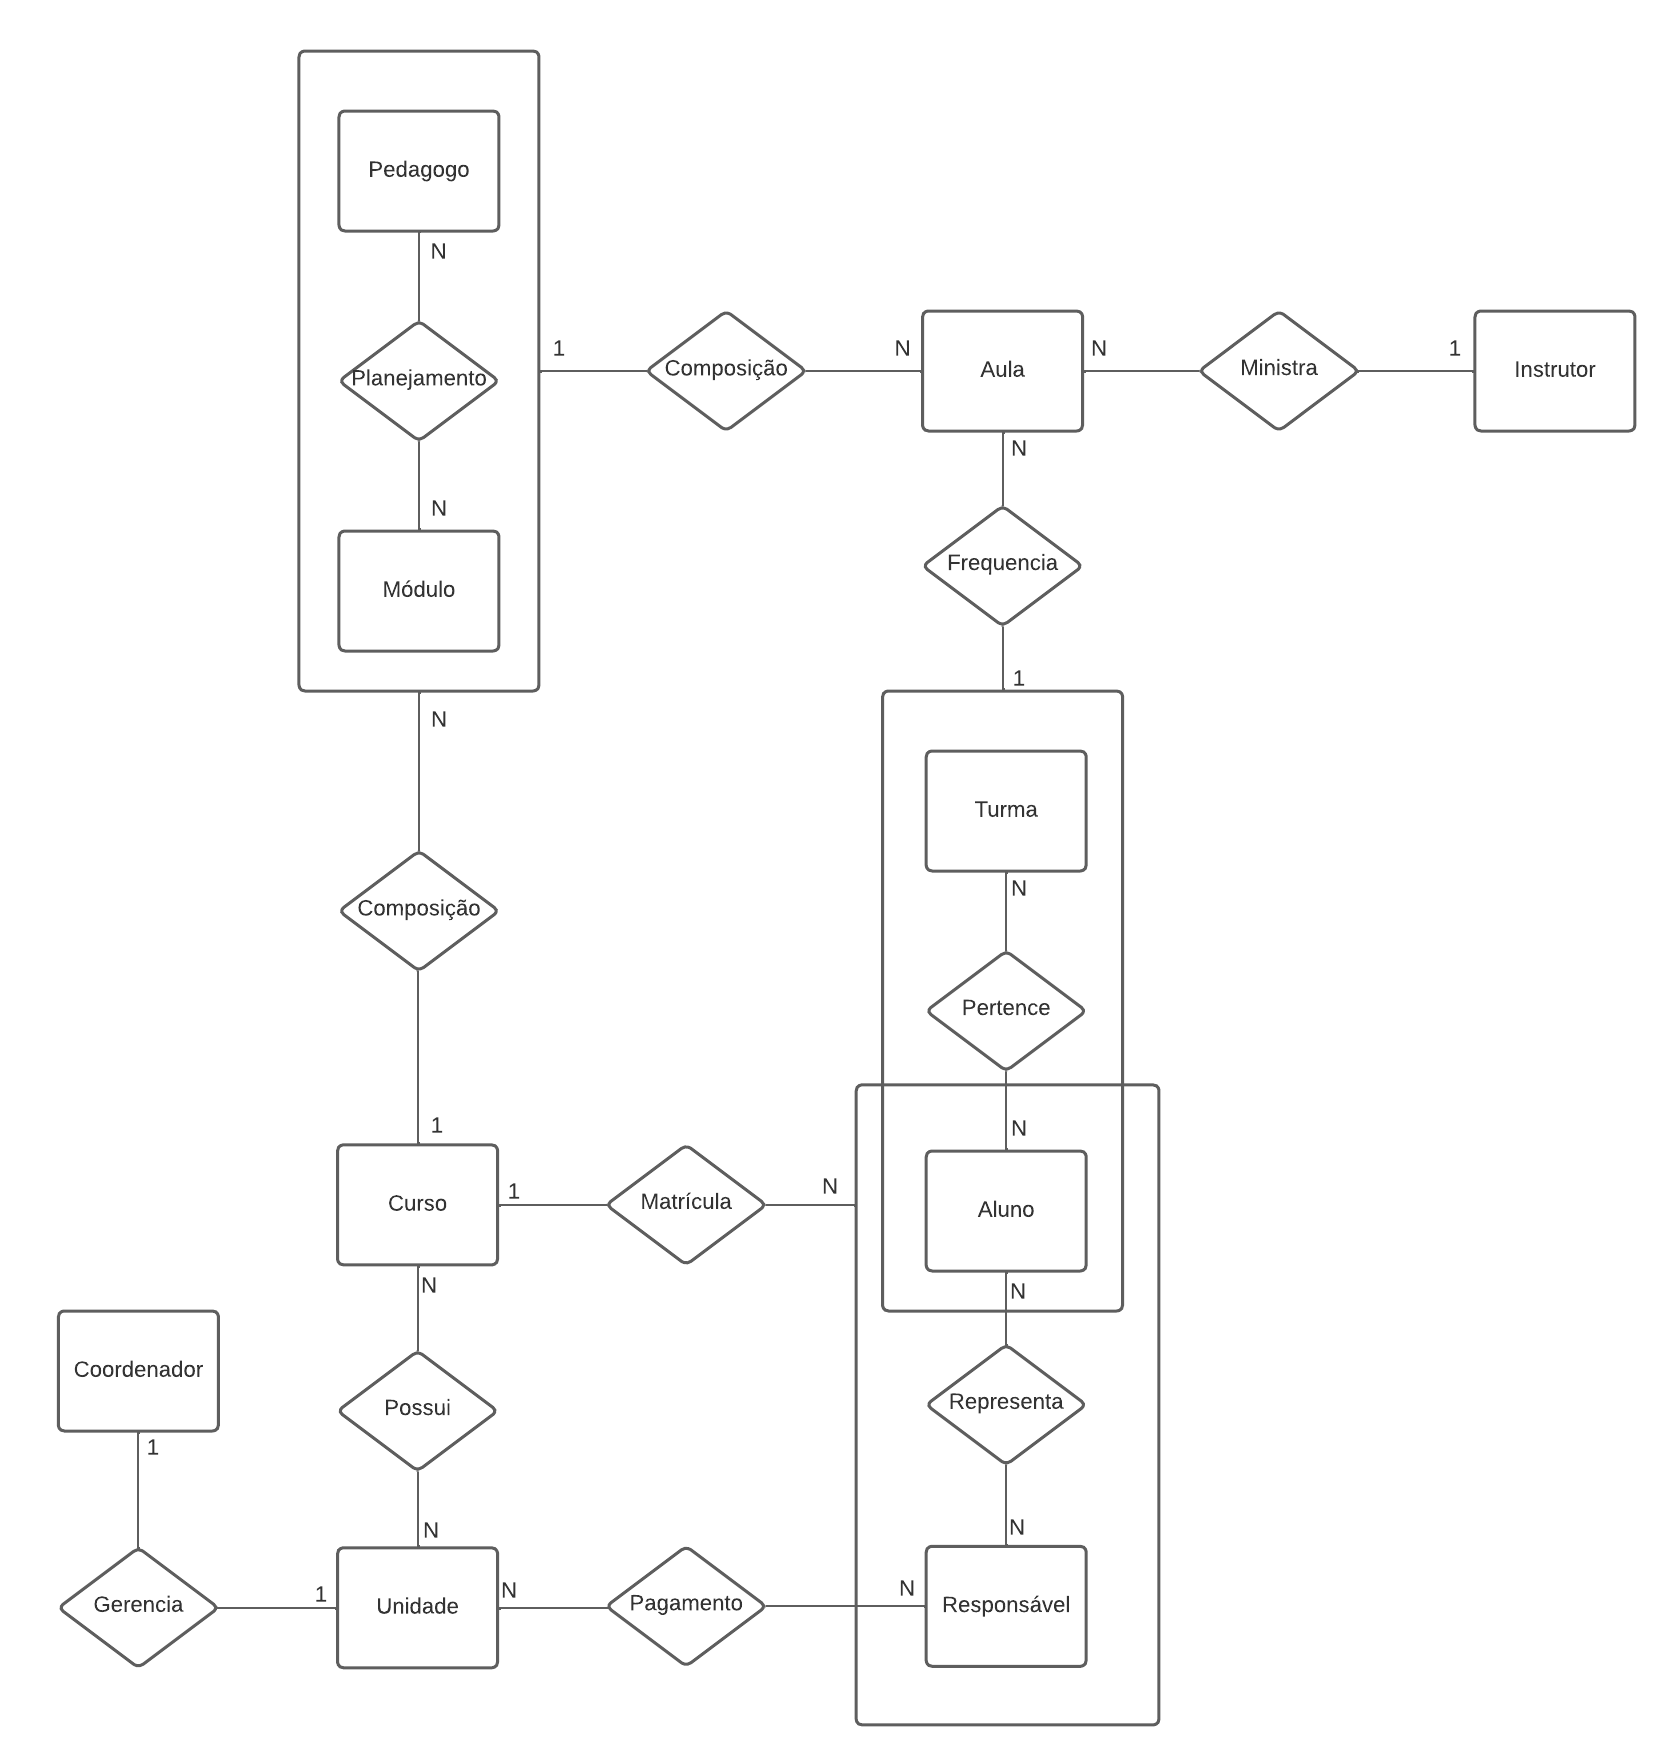 Pedagogo
N
Planejamento
N
Módulo
1
Composição
N
Aula
N
Ministra
1
Instrutor
N
Frequencia
1
Turma
N
Pertence
N
Aluno
N
Composição
1
Curso
1
Matrícula
N
N
Representa
N
Responsável
N
Possui
N
Unidade
N
Pagamento
N
Coordenador
1
Gerencia
1